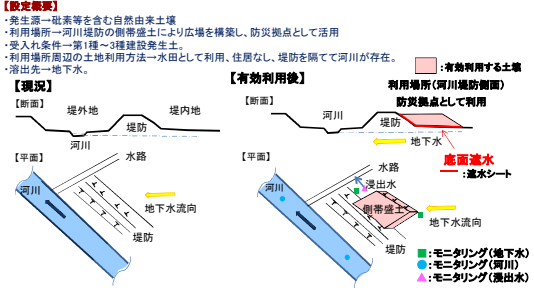 【設定概要】
・発生源→砒素等を含む自然由来土壌
・利用場所→河川堤防の側帯盛土により広場を構築し、防災拠点として活用
・受入れ条件→第1種～3種建設発生土。
・利用場所周辺の土地利用方法→水田として利用、住居なし、堤防を隔てて河川が存在。
・溶出先→地下水。
【現況】
【断面】
堤外地
堤内地
堤防
河川
【平面】
水路
河川
地下水流向
堤防
【有効利用後】
：有効利用する土壌
利用場所（河川堤防側面）
防災拠点として利用
【断面】
河川
堤防
地下水
底面遮水
：遮水シート
【平面】
水路
河川
浸出水
側帯盛土
地下水流向
堤防
：モニタリング（地下水）
：モニタリング（河川）
：モニタリング（浸出水）